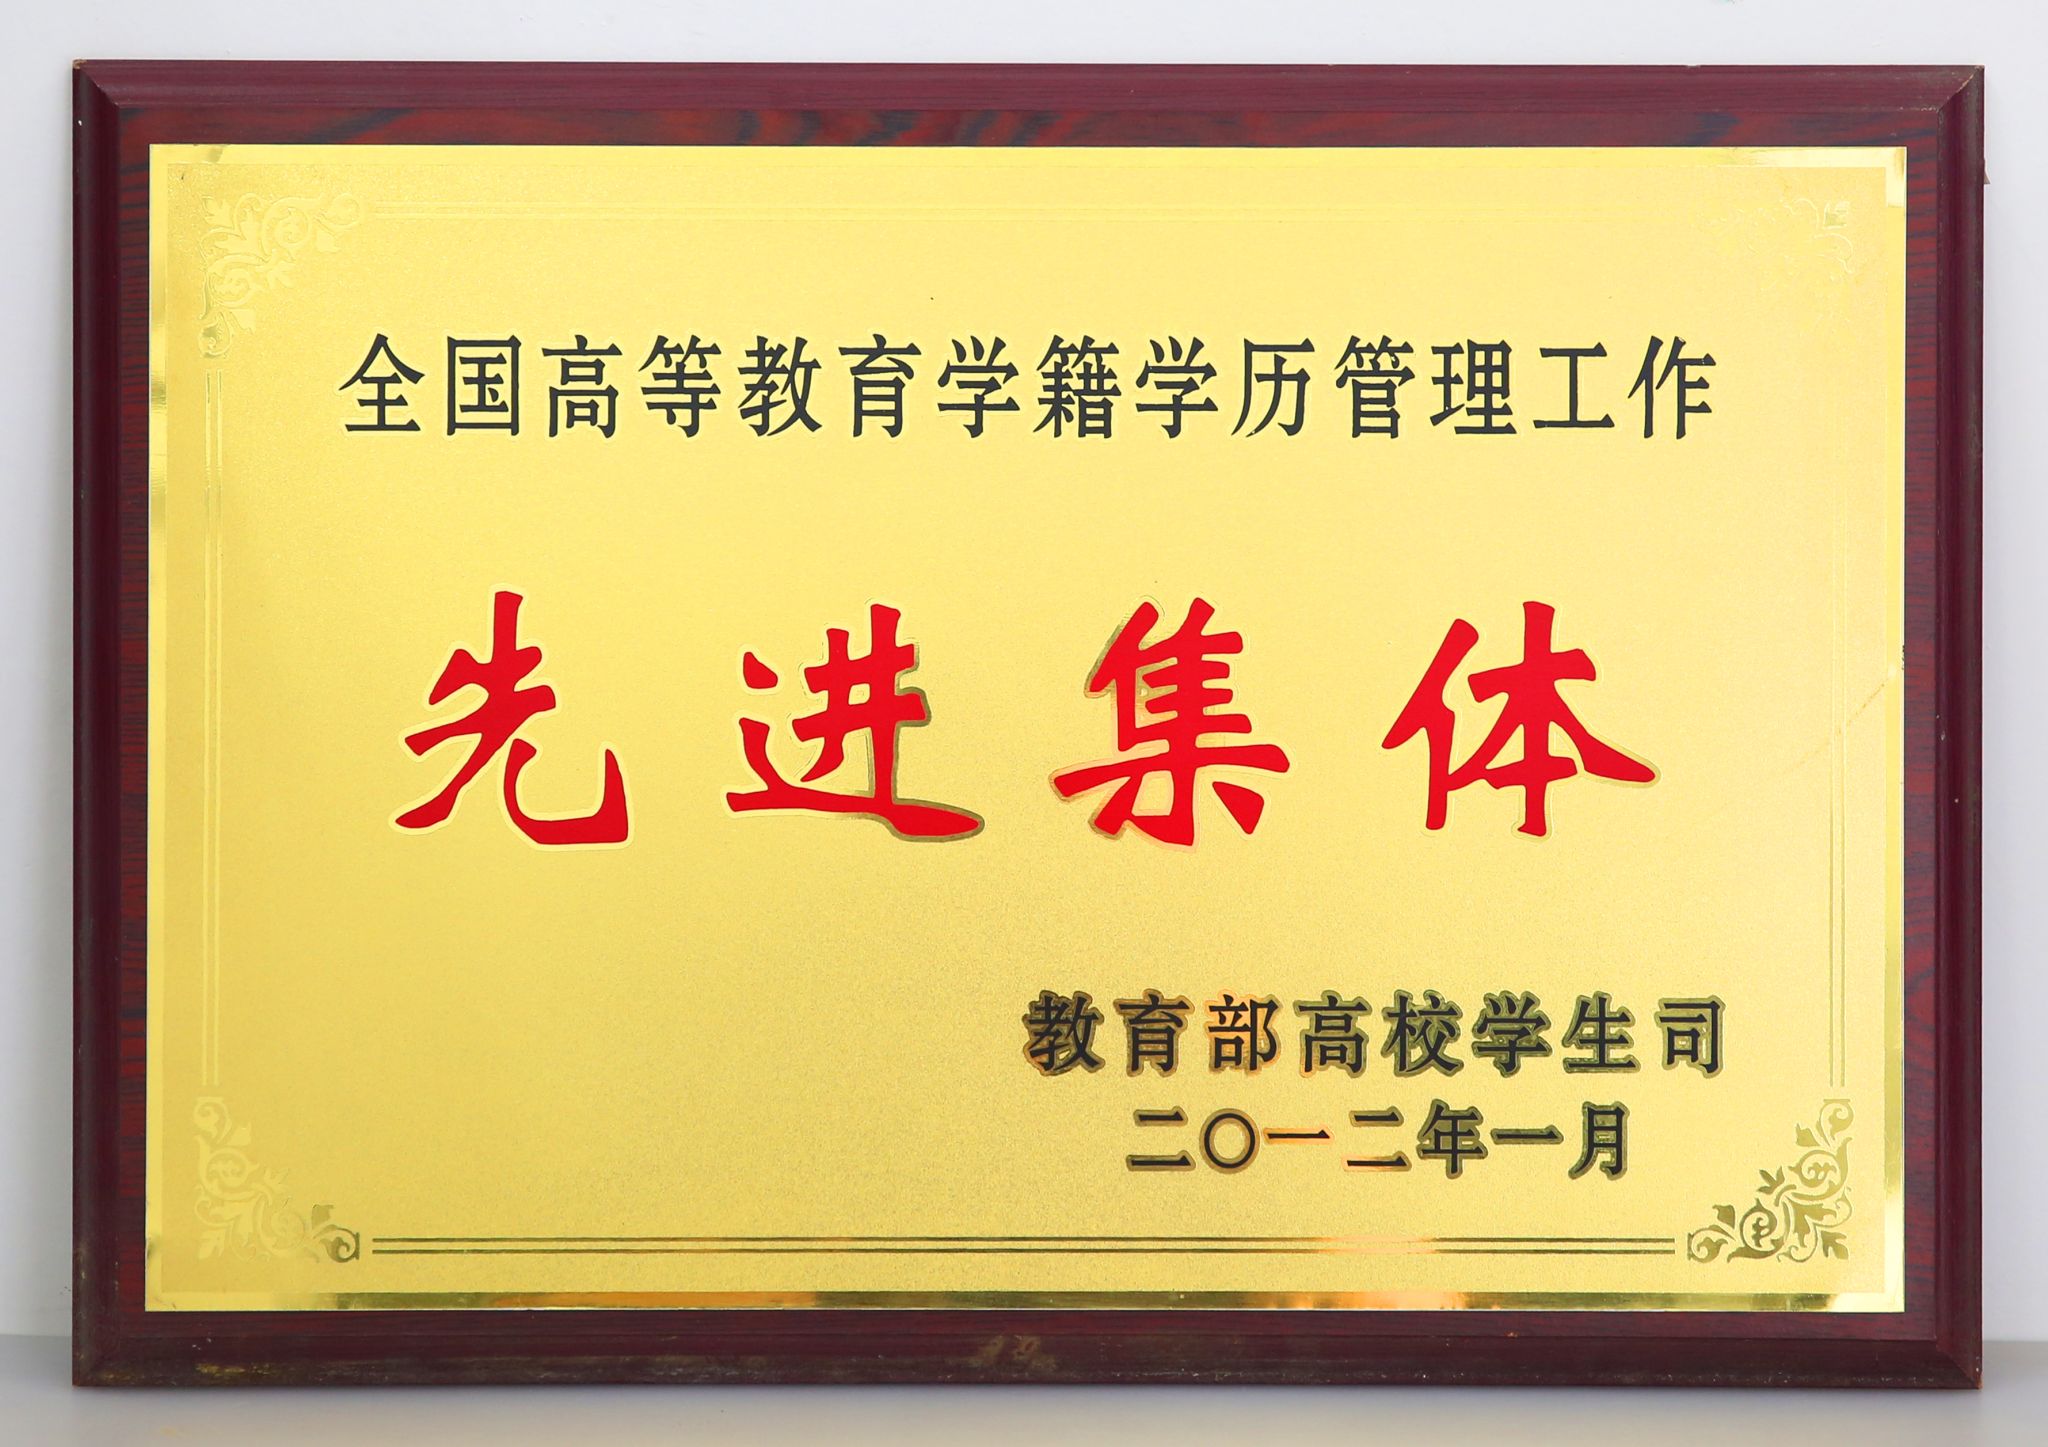 全国高等教育学籍学历管理工作
先进集体
教育部高校学生司
二〇一二年一月